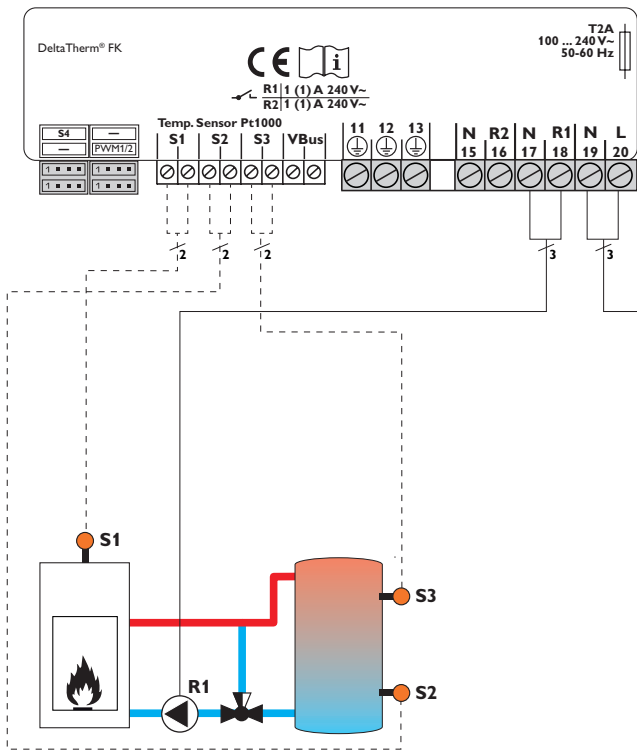 DeltaTherm® FK
T2A
100 ... 240 V~
50-60 Hz
CE i
R1 1 (1) A 240 V~
R2 1 (1) A 240 V~
Temp. Sensor Pt1000
S1 S2 S3 VBus
S4 —
— PWM1/2
1
1
1
1
11 12 13
N R2 N R1 N L
15 16 17 18 19 20
2 2 2 3 3
S1
S3
S2
R1